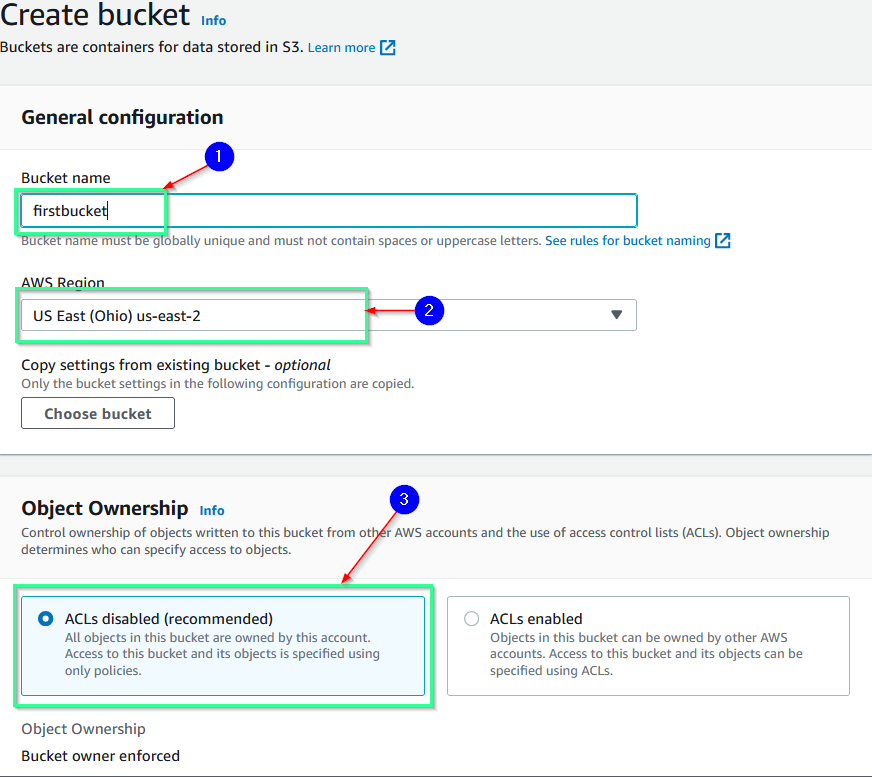 Create bucket Info
Buckets are containers for data stored in S3. Learn more
General configuration
1
Bucket name
firstbucket
Bucket name must be globally unique and must not contain spaces or uppercase letters. See rules for bucket naming
AWS Region
US East (Ohio) us-east-2
2
Copy settings from existing bucket - optional
Only the bucket settings in the following configuration are copied.
Choose bucket
3
Object Ownership Info
Control ownership of objects written to this bucket from other AWS accounts and the use of access control lists (ACLs). Object ownership
determines who can specify access to objects.
ACLs disabled (recommended)
All objects in this bucket are owned by this account.
Access to this bucket and its objects is specified using
only policies.
ACLs enabled
Objects in this bucket can be owned by other AWS
accounts. Access to this bucket and its objects can be
specified using ACLs.
Object Ownership
Bucket owner enforced